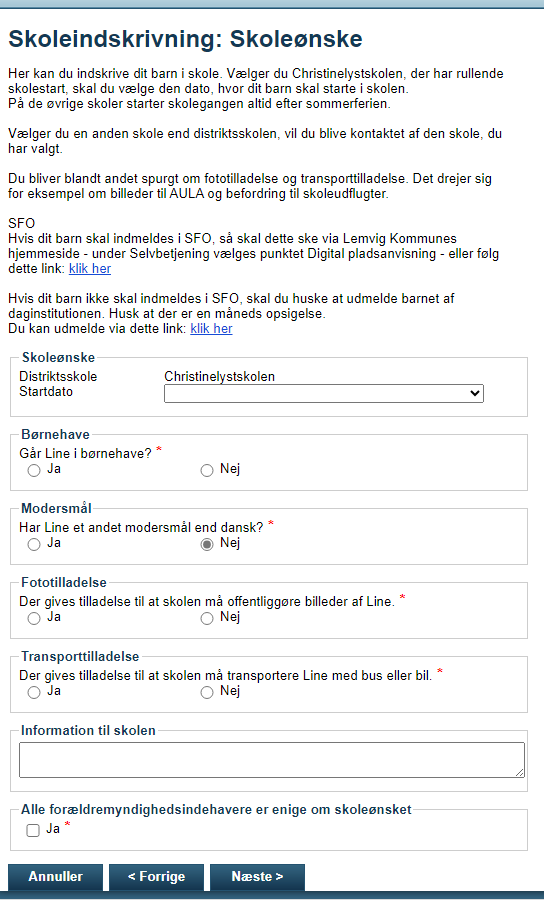 Skoleindskrivning: Skoleønske
Her kan du indskrive dit barn i skole. Vælger du Christinelystskolen, der har rullende
skolestart, skal du vælge den dato, hvor dit barn skal starte i skolen.
På de øvrige skoler starter skolegangen altid efter sommerferien.
Vælger du en anden skole end distriktsskolen, vil du blive kontaktet af den skole, du
har valgt.
Du bliver blandt andet spurgt om fototilladelse og transporttilladelse. Det drejer sig
for eksempel om billeder til AULA og befordring til skoleudflugter.
SFO
Hvis dit barn skal indmeldes i SFO, så skal dette ske via Lemvig Kommunes
hjemmeside - under Selvbetjening vælges punktet Digital pladsanvisning - eller følg
dette link: klik her
Hvis dit barn ikke skal indmeldes i SFO, skal du huske at udmelde barnet af
daginstitutionen. Husk at der er en måneds opsigelse.
Du kan udmelde via dette link: klik her
Skoleønske
Distriktsskole Christinelystskolen
Startdato
Børnehave
Går Line i børnehave? *
Ja Nej
Modersmål
Har Line et andet modersmål end dansk? *
Ja Nej
Fototilladelse
Der gives tilladelse til at skolen må offentliggøre billeder af Line. *
Ja Nej
Transporttilladelse
Der gives tilladelse til at skolen må transportere Line med bus eller bil. *
Ja Nej
Information til skolen
Alle forældremyndighedsindehavere er enige om skoleønsket
Ja *
Annuller < Forrige Næste >